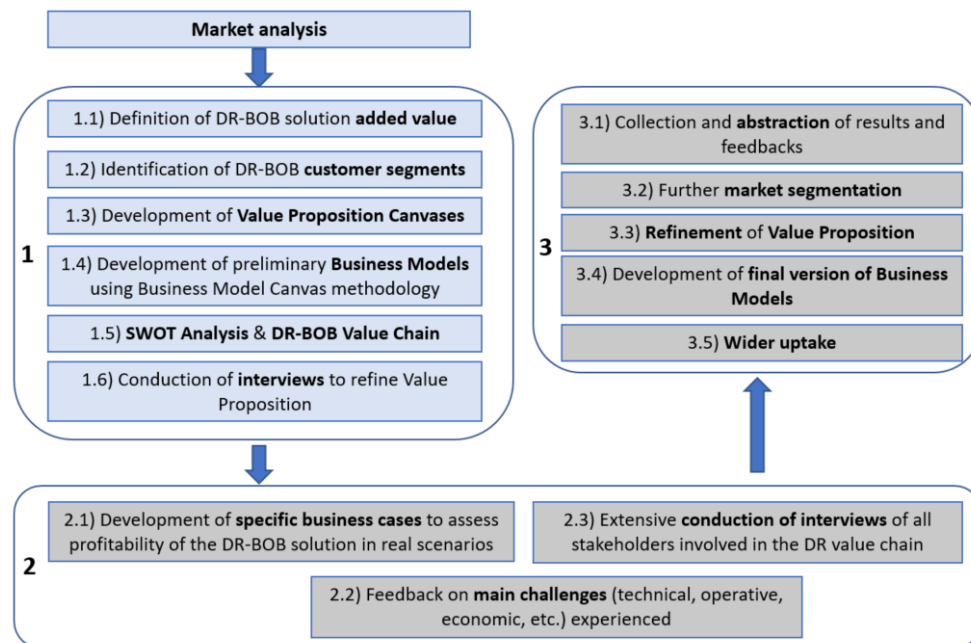 Market analysis
1
1.1) Definition of DR-BOB solution added value
1.2) Identification of DR-BOB customer segments
1.3) Development of Value Proposition Canvases
1.4) Development of preliminary Business Models
using Business Model Canvas methodology
1.5) SWOT Analysis & DR-BOB Value Chain
1.6) Conduction of interviews to refine Value
Proposition
2
2.1) Development of specific business cases to assess
profitability of the DR-BOB solution in real scenarios
2.2) Feedback on main challenges (technical, operative,
economic, etc.) experienced
2.3) Extensive conduction of interviews of all
stakeholders involved in the DR value chain
3
3.1) Collection and abstraction of results and
feedbacks
3.2) Further market segmentation
3.3) Refinement of Value Proposition
3.4) Development of final version of Business
Models
3.5) Wider uptake